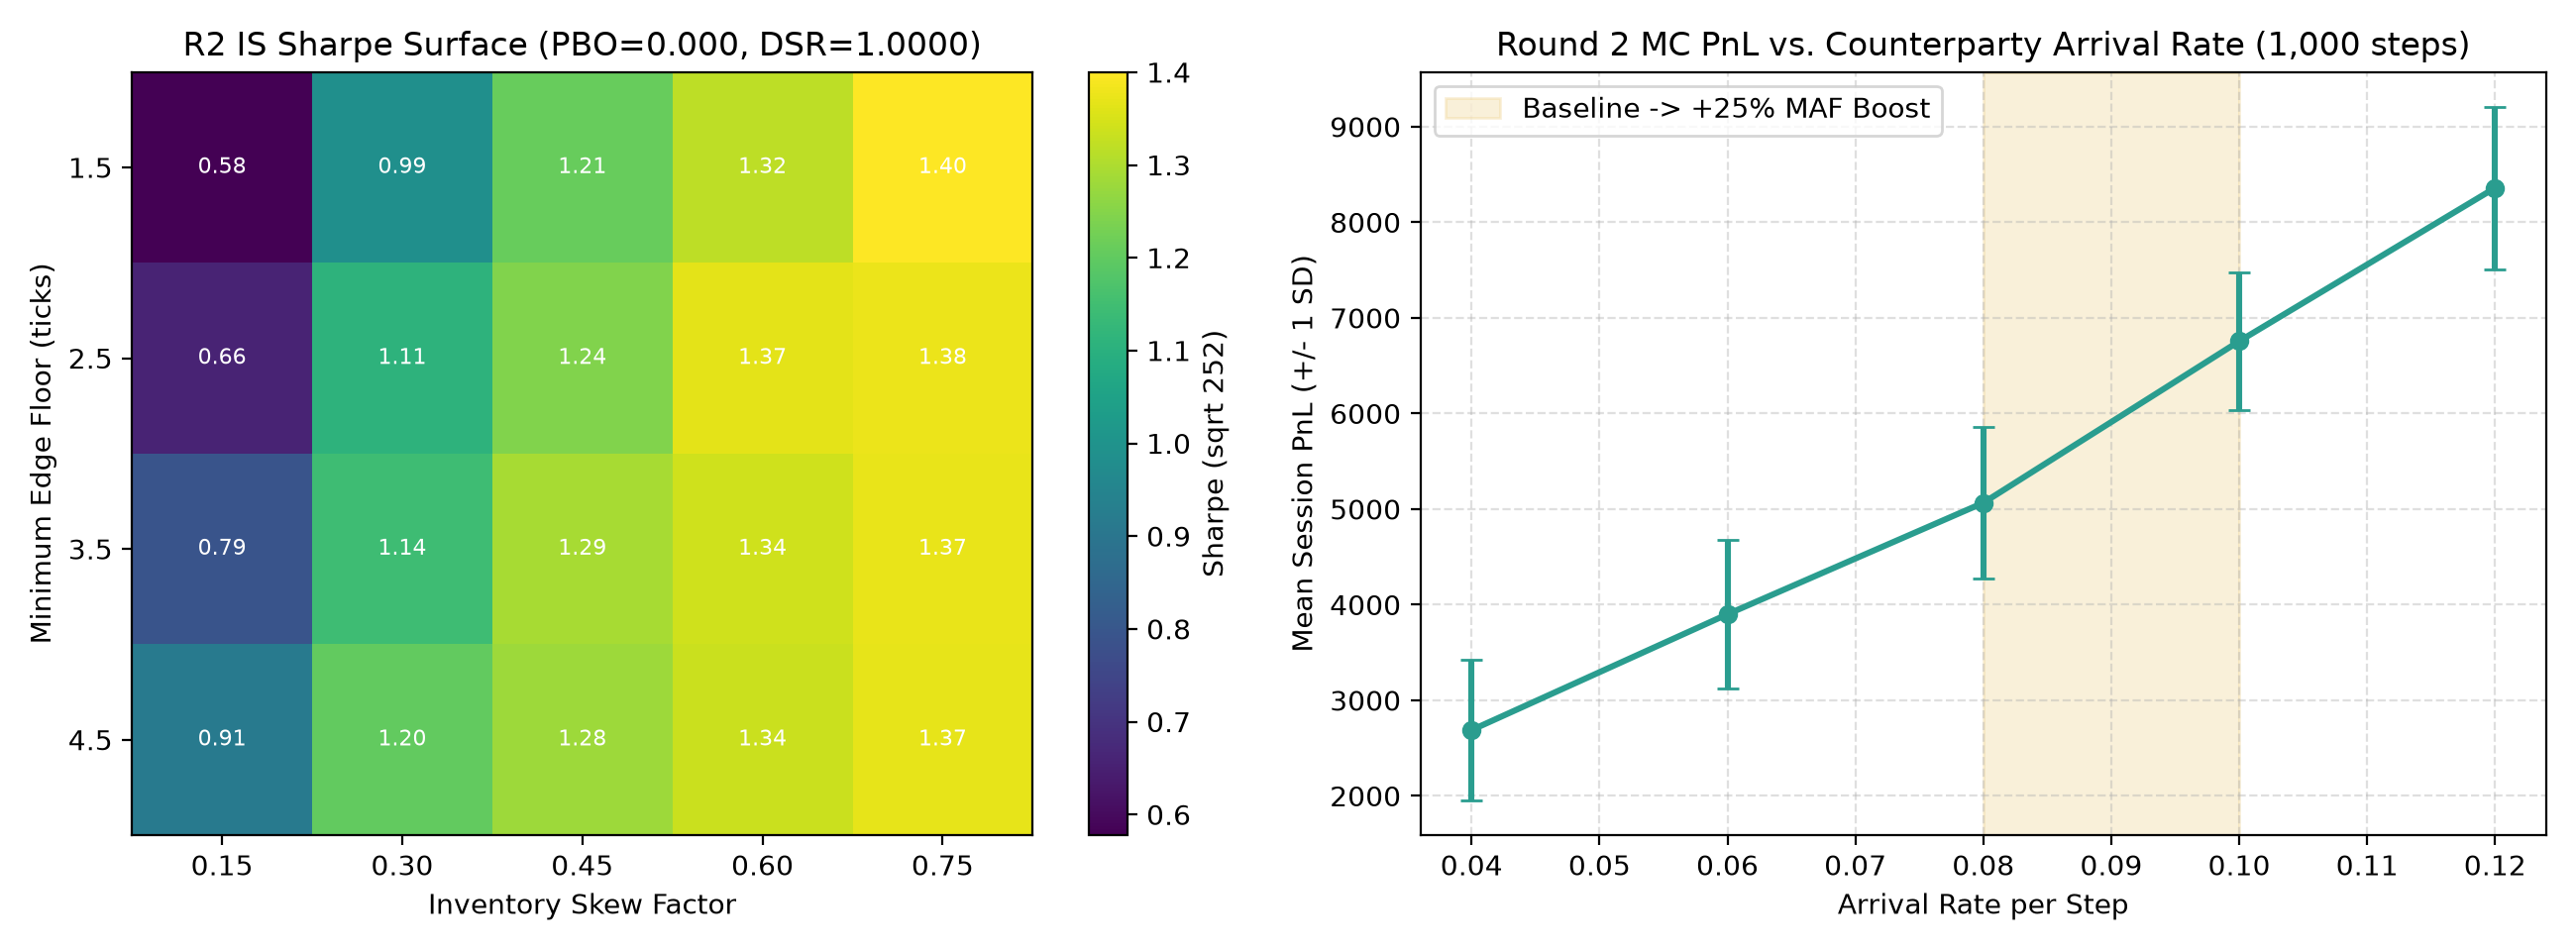 R2 IS Sharpe Surface (PBO=0.000, DSR=1.0000)
Minimum Edge Floor (ticks)
1.5 0.58 0.99 1.21 1.32 1.40
2.5 0.66 1.11 1.24 1.37 1.38
3.5 0.79 1.14 1.29 1.34 1.37
4.5 0.91 1.20 1.28 1.34 1.37
0.15 0.30 0.45 0.60 0.75
Inventory Skew Factor
1.4
1.3
1.2
1.1
1.0
0.9
0.8
0.7
0.6
Sharpe (sqrt 252)
Round 2 MC PnL vs. Counterparty Arrival Rate (1,000 steps)
Baseline -> +25% MAF Boost
Mean Session PnL (+/- 1 SD)
9000
8000
7000
6000
5000
4000
3000
2000
0.04 0.05 0.06 0.07 0.08 0.09 0.10 0.11 0.12
Arrival Rate per Step